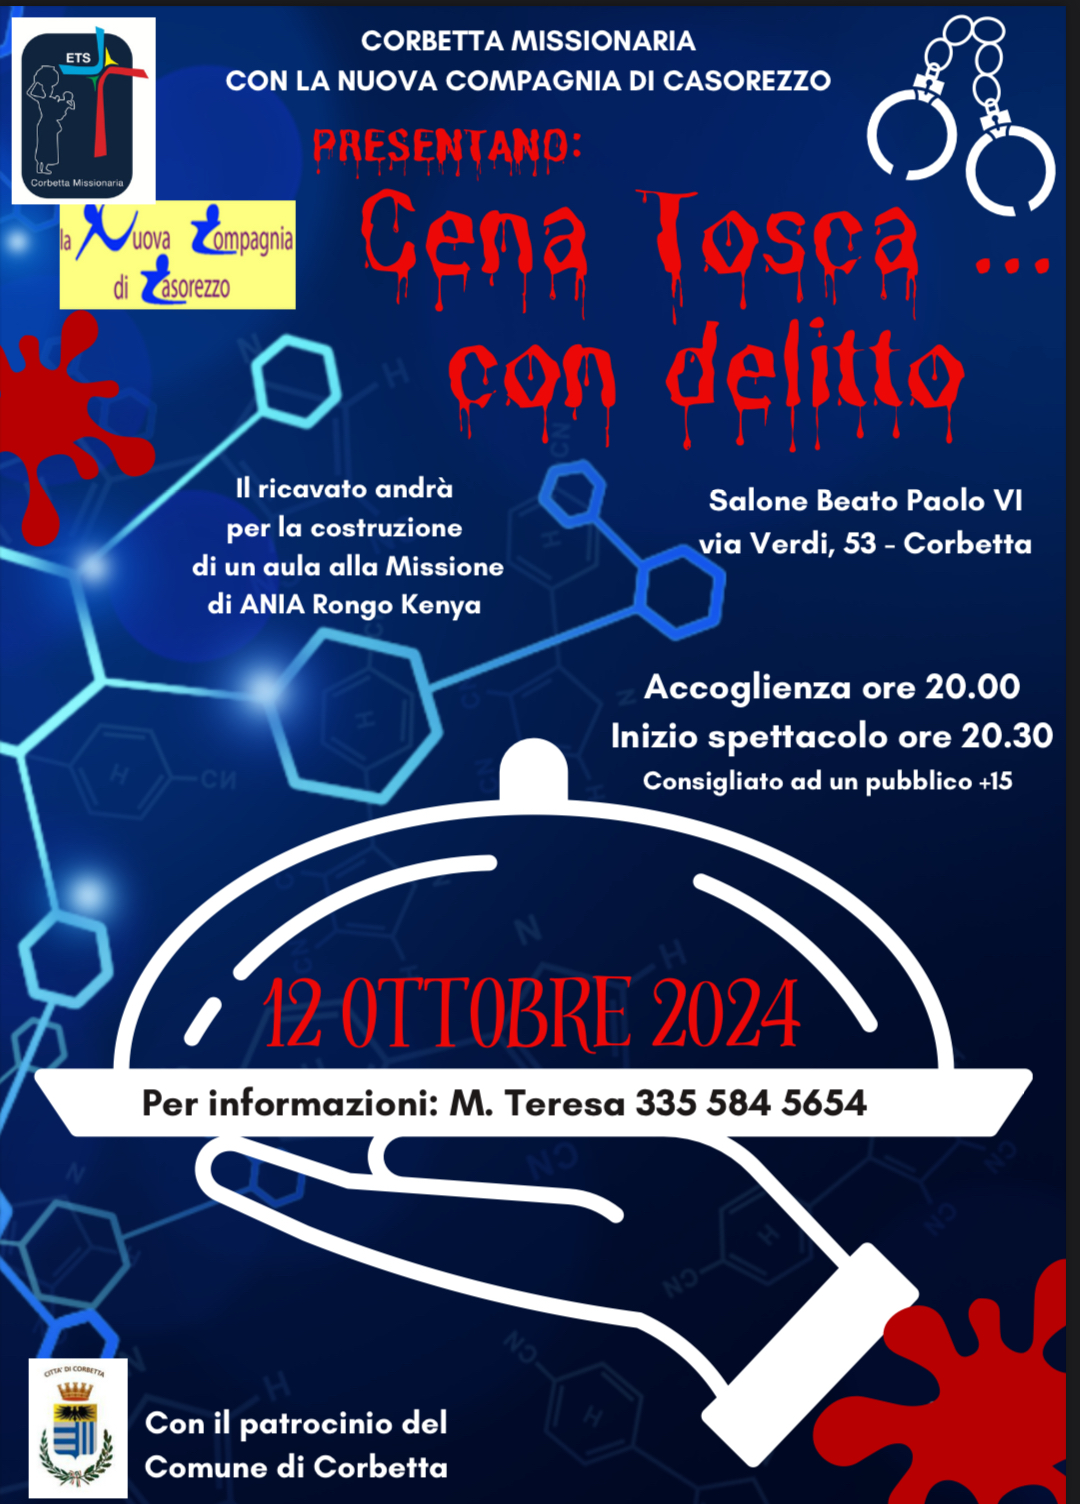 ETS
Corbetta Missionaria
CORBETTA MISSIONARIA
CON LA NUOVA COMPAGNIA DI CASOREZZO
PRESENTANO:
la Nuova Compagnia
di Casorezzo
Cena Tosca ...
con delitto
Il ricavato andrà
per la costruzione
di un aula alla Missione
di ANIA Rongo Kenya
Salone Beato Paolo VI
via Verdi, 53 - Corbetta
Accoglienza ore 20.00
Inizio spettacolo ore 20.30
Consigliato ad un pubblico +15
12 OTTOBRE 2024
Per informazioni: M. Teresa 335 584 5654
CITTA' DI CORBETTA
Con il patrocinio del
Comune di Corbetta